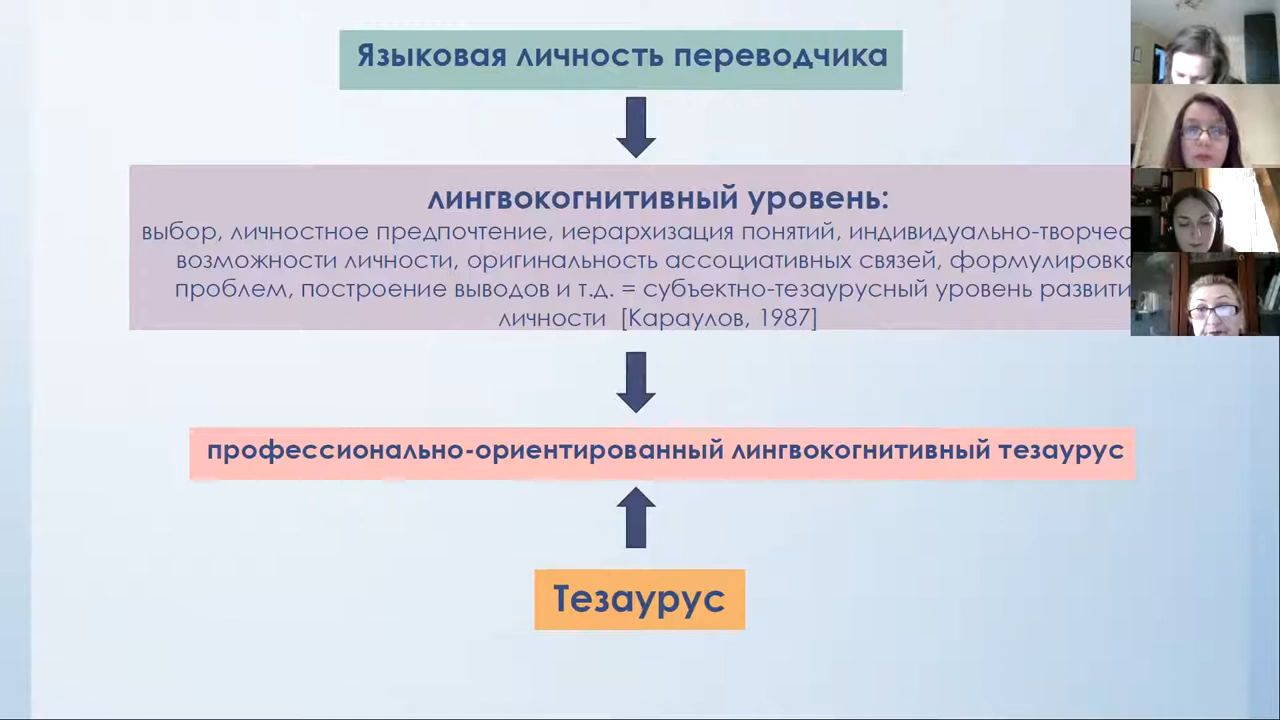 Языковая личность переводчика
лингвокогнитивный уровень:
выбор, личностное предпочтение, иерархизация понятий, индивидуально-творчес
возможности личности, оригинальность ассоциативных связей, формулировк
проблем, построение выводов и т.д. = субъектно-тезаурусный уровень развити
личности [Караулов, 1987]
профессионально-ориентированный лингвокогнитивный тезаурус
Тезаурус